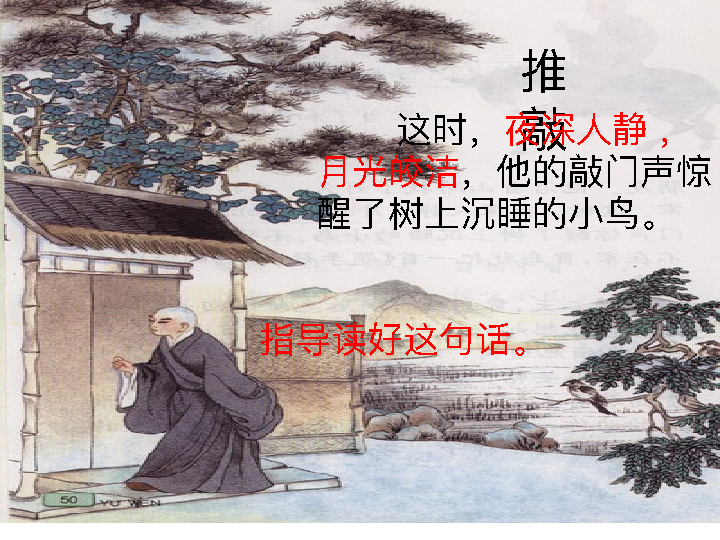 推
敲
这时，夜深人静，
月光皎洁，他的敲门声惊
醒了树上沉睡的小鸟。
指导读好这句话。
50 YU WEN